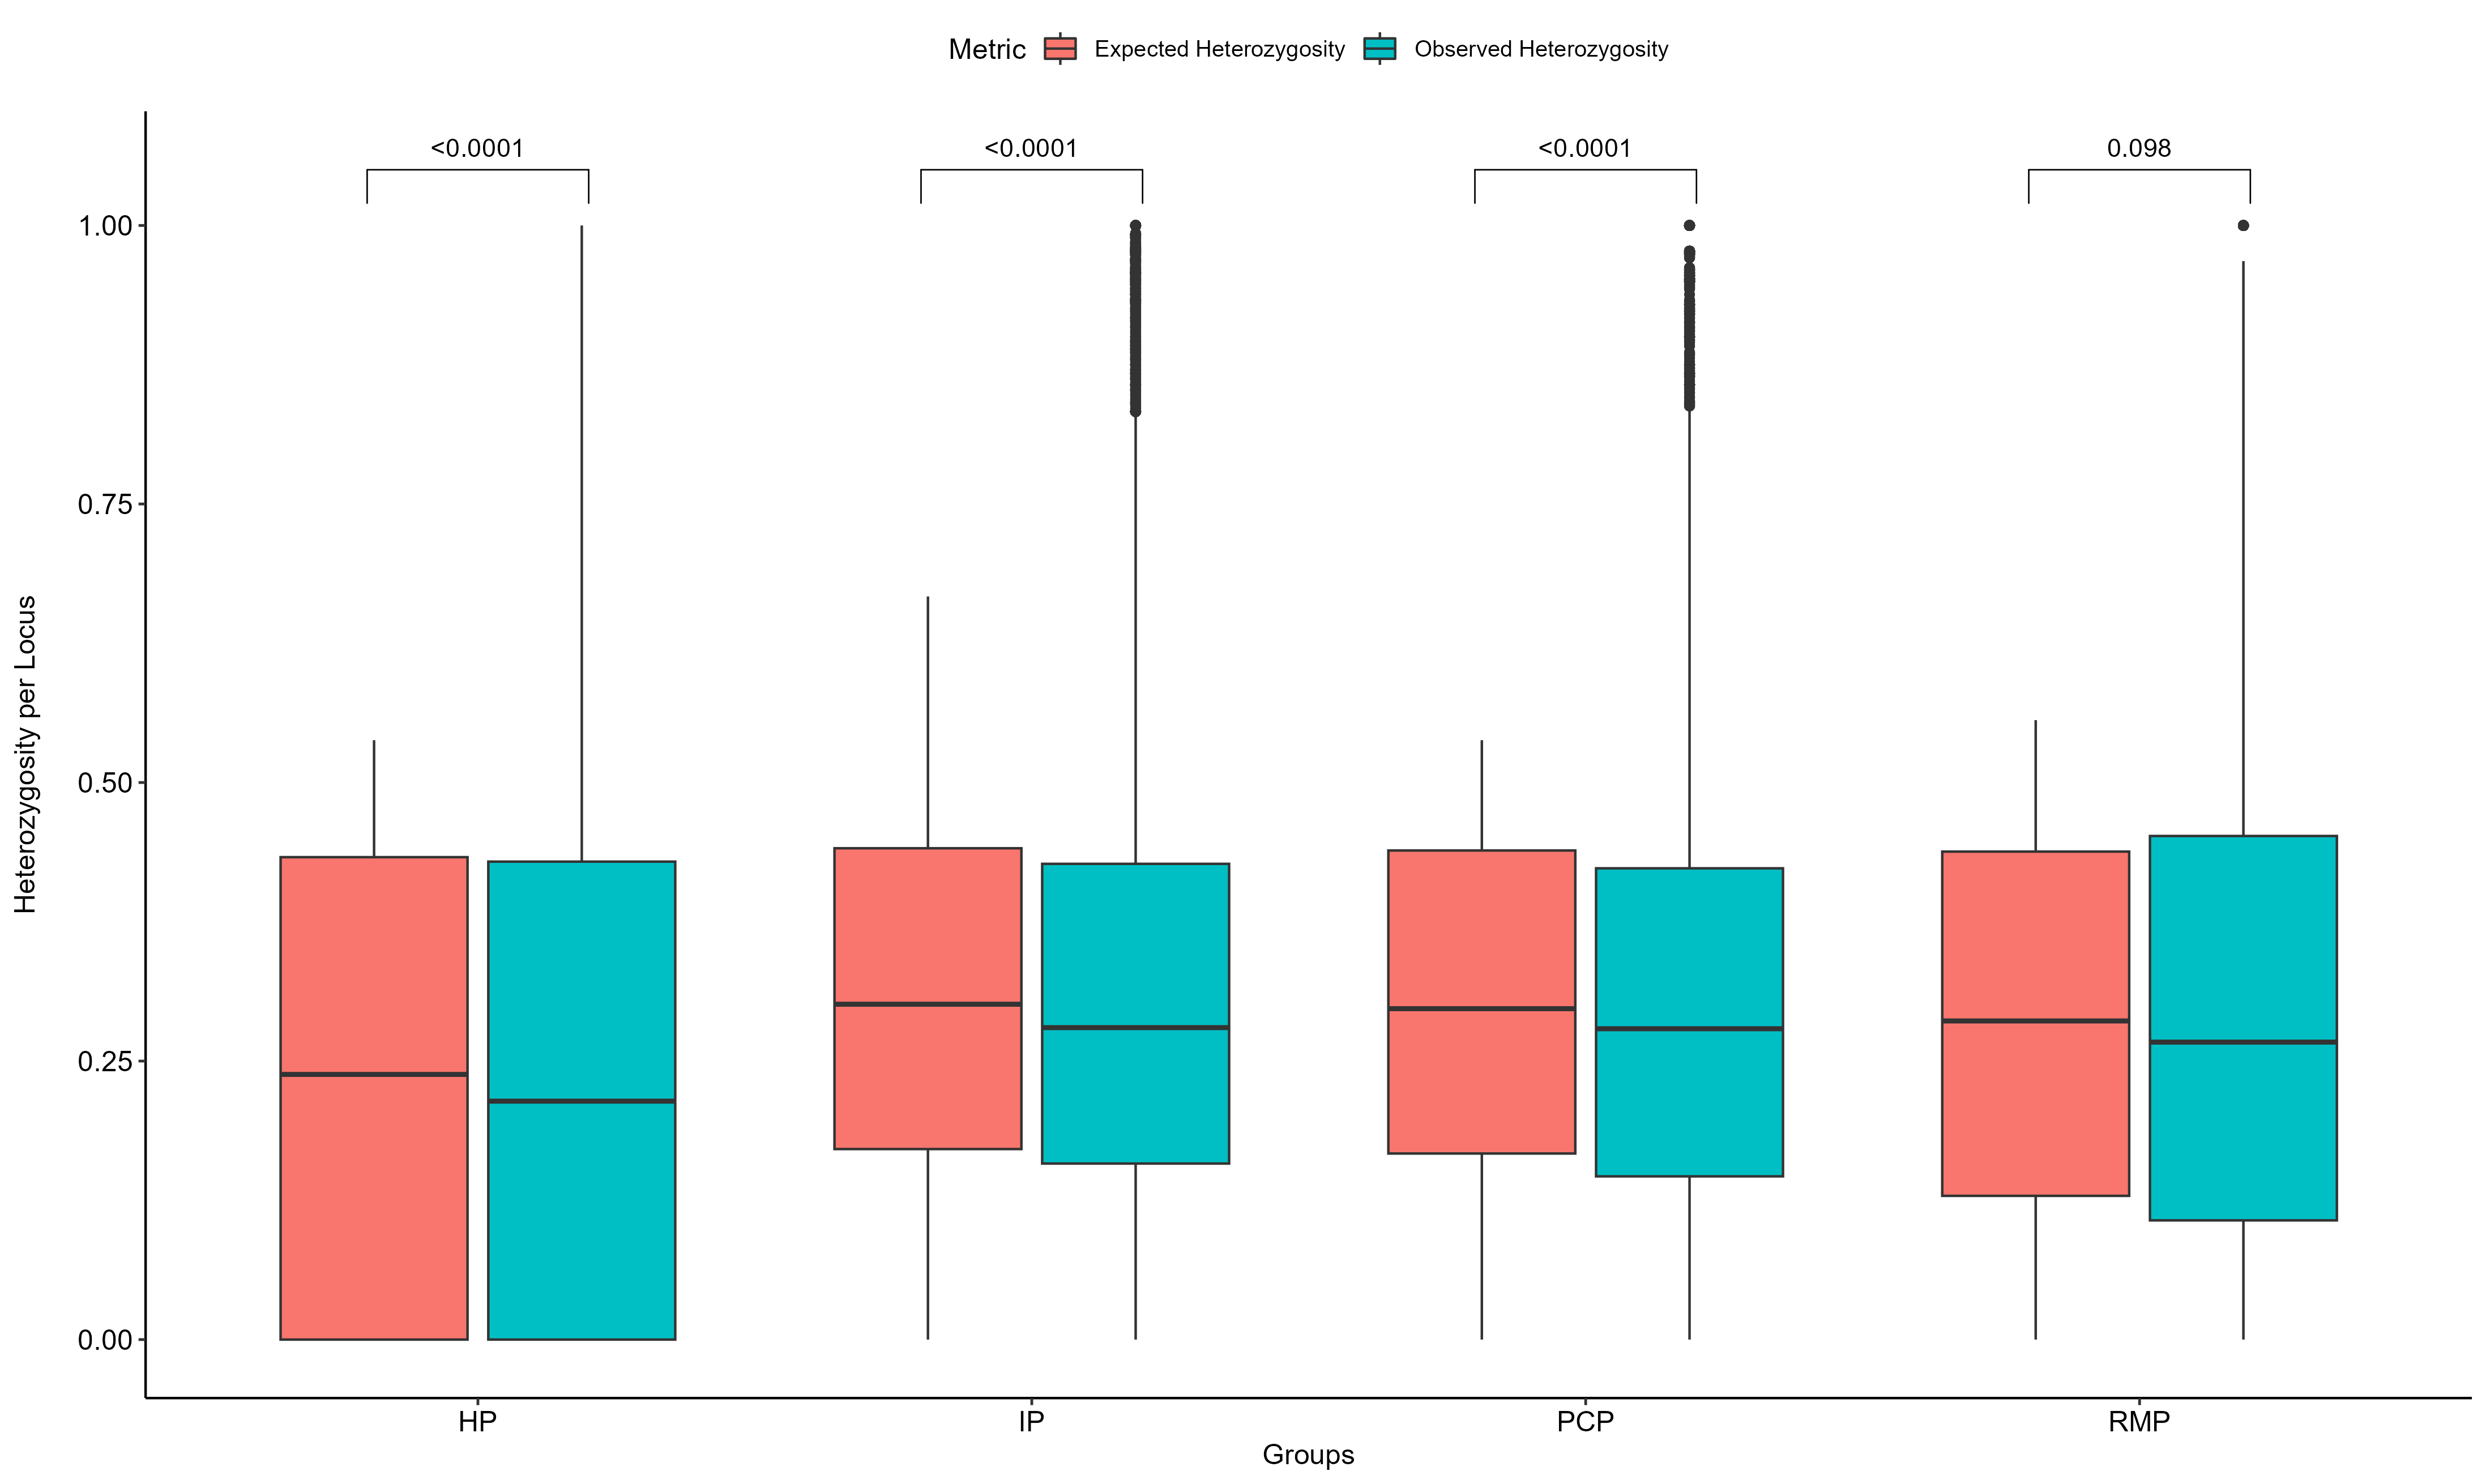 Metric Expected Heterozygosity Observed Heterozygosity
<0.0001 <0.0001 <0.0001 0.098
1.00
0.75
0.50
0.25
0.00
Heterozygosity per Locus
HP IP PCP RMP
Groups